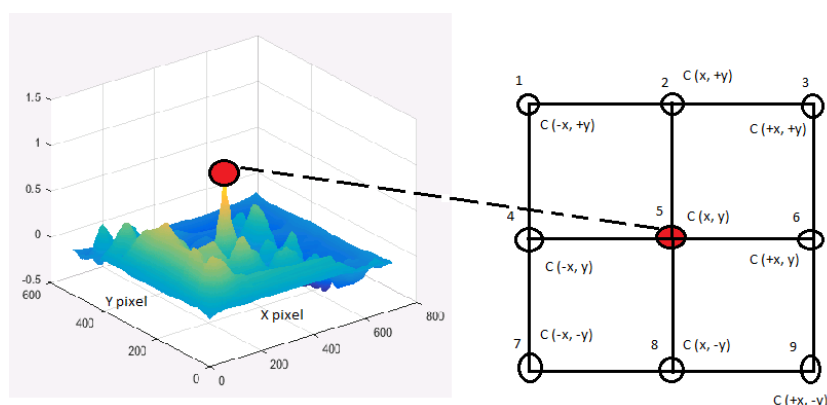 1.5
1
0.5
0
-0.5
600
400
200
0
0
200
400
600
800
Y pixel
X pixel
1
2
C (x, +y)
3
C (-x, +y)
C (+x, +y)
4
5
C (x, y)
6
C (-x, y)
C (+x, y)
7
C (-x, -y)
8
C (x, -y)
9
C (+x, -y)